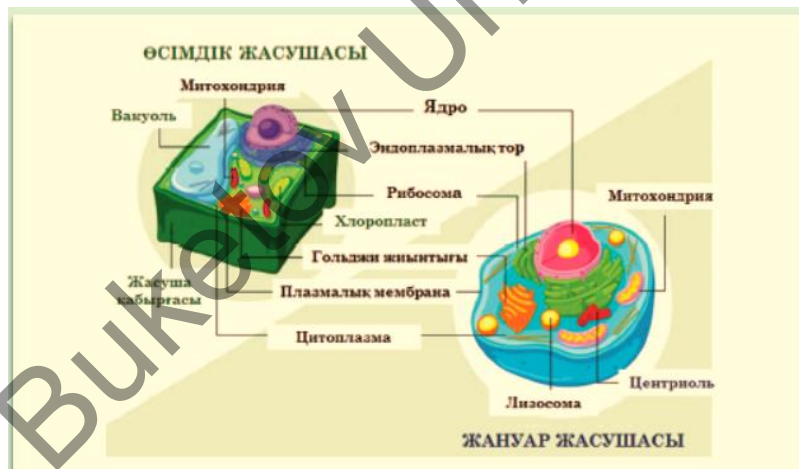 ӨСІМДІК ЖАСУШАСЫ
Митохондрия
Вакуоль
Ядро
Эндоплазмалық тор
Рибосома
Митохондрия
Хлоропласт
Гольджи жиынтығы
Жасуша
қабырғасы
Плазмалық мембрана
Цитоплазма
Центриоль
Лизосома
ЖАНУАР ЖАСУШАСЫ
Buketov